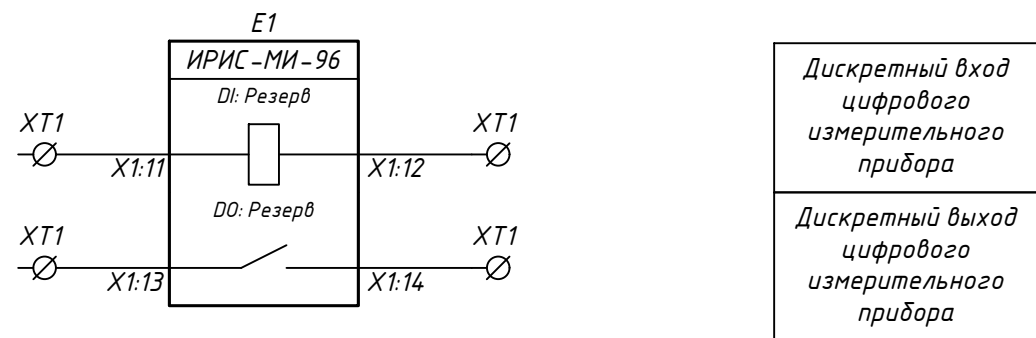 E1
ИРИС-МИ-96
DI: Резерв
XT1
XT1
X1:11
X1:12
DO: Резерв
XT1
XT1
X1:13
X1:14
Дискретный вход
цифрового
измерительного
прибора
Дискретный выход
цифрового
измерительного
прибора